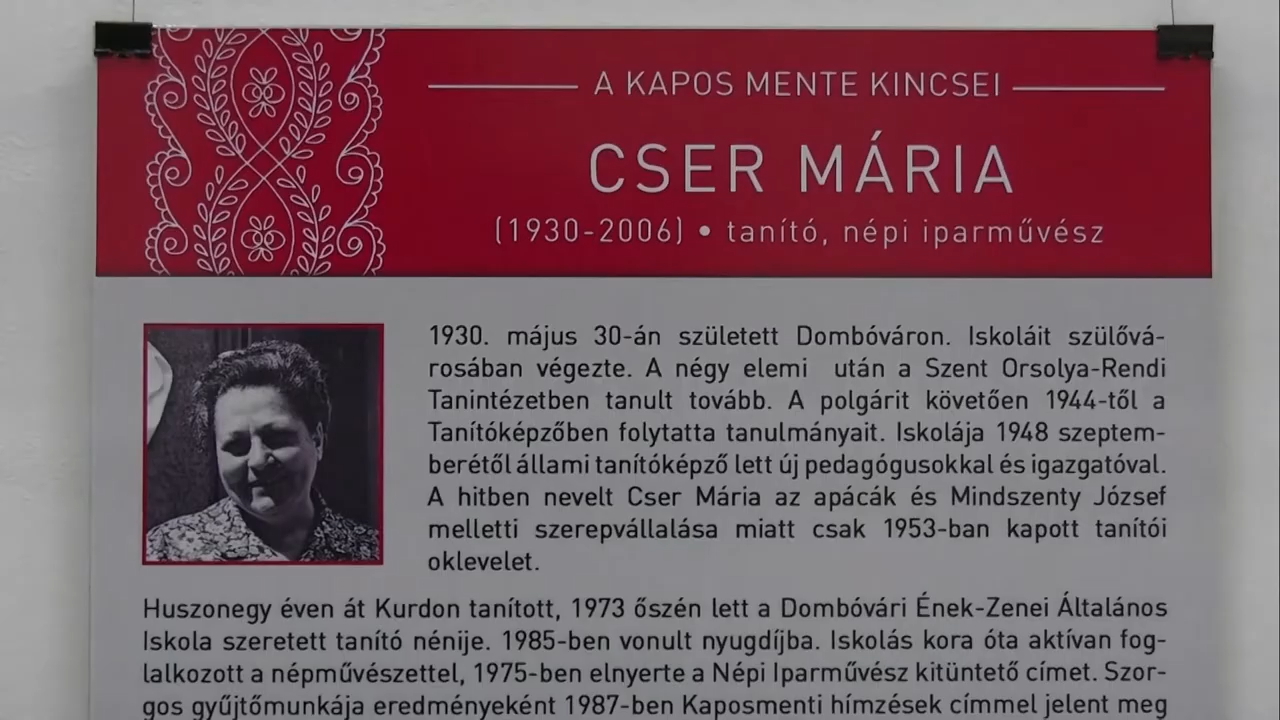 A KAPOS MENTE KINCSEI
CSER MÁRIA
(1930-2006) • tanító, népi iparművész
1930. május 30-án született Dombóváron. Iskoláit szülővá-
rosában végezte. A négy elemi után a Szent Orsolya-Rendi
Tanintézetben tanult tovább. A polgárit követően 1944-től a
Tanítóképzőben folytatta tanulmányait. Iskolája 1948 szeptem-
berétől állami tanítóképző lett új pedagógusokkal és igazgatóval.
A hitben nevelt Cser Mária az apácák és Mindszenty József
melletti szerepvállalása miatt csak 1953-ban kapott tanítói
oklevelet.
Huszonegy éven át Kurdon tanított, 1973 őszén lett a Dombóvári Ének-Zenei Általános
Iskola szeretett tanító nénije. 1985-ben vonult nyugdíjba. Iskolás kora óta aktívan fog-
lalkozott a népművészettel, 1975-ben elnyerte a Népi Iparművész kitüntető címet. Szor-
gos gyűjtőmunkája eredményeként 1987-ben Kaposmenti hímzések címmel jelent meg